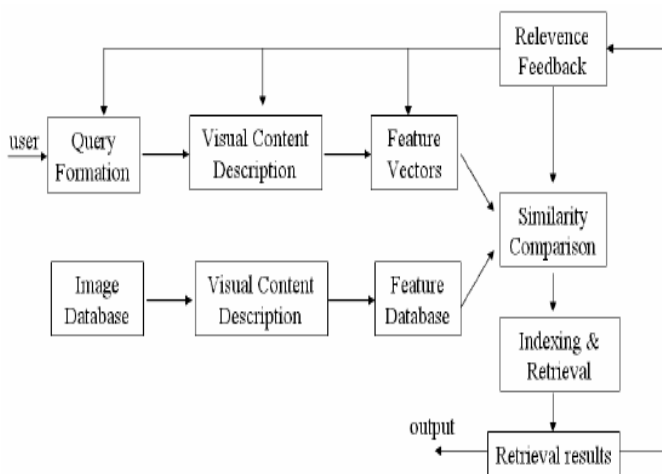 Relevence
Feedback
user
Query
Formation
Visual Content
Description
Feature
Vectors
Similarity
Comparison
Image
Database
Visual Content
Description
Feature
Database
Indexing &
Retrieval
output
Retrieval results